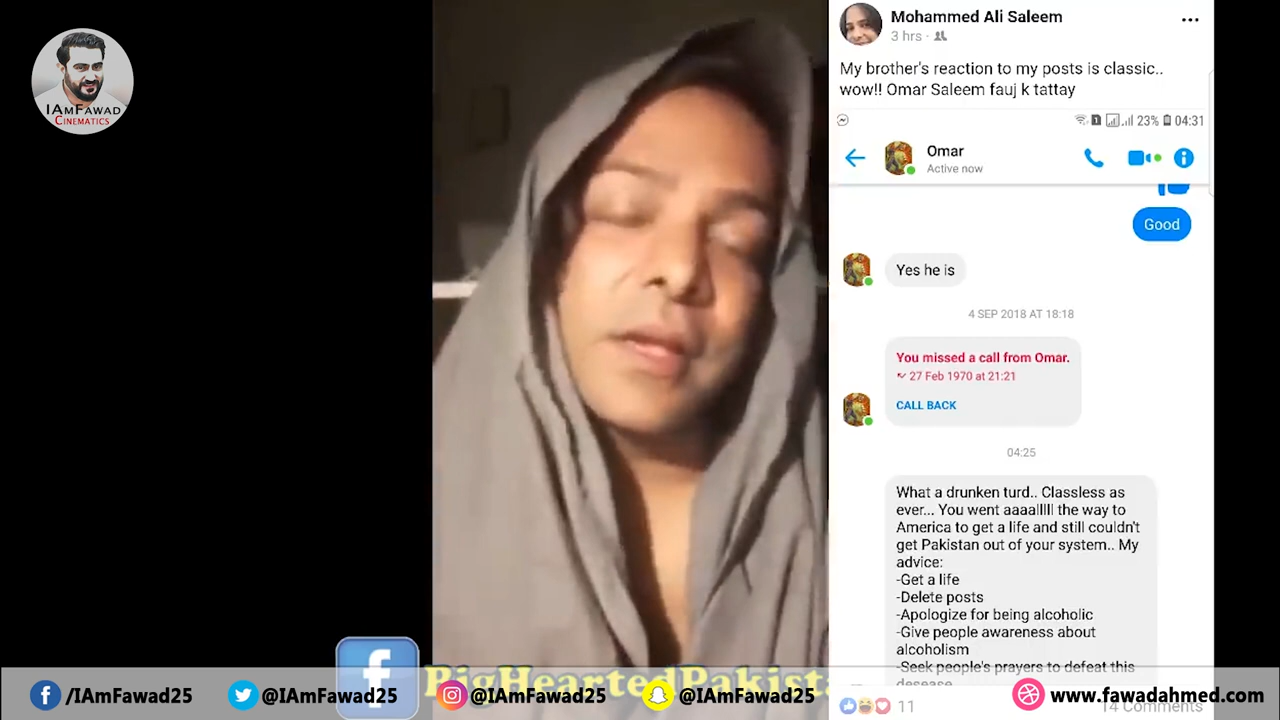 IAMFAWAD
CINEMATICS
Mohammed Ali Saleem
3 hrs
My brother's reaction to my posts is classic..
wow!! Omar Saleem fauj k tattay
23% 04:31
Omar
Active now
Good
Yes he is
4 SEP 2018 AT 18:18
You missed a call from Omar.
27 Feb 1970 at 21:21
CALL BACK
04:25
What a drunken turd.. Classless as
ever... You went aaaalllll the way to
America to get a life and still couldn't
get Pakistan out of your system.. My
advice:
-Get a life
-Delete posts
-Apologize for being alcoholic
-Give people awareness about
alcoholism
-Seek people's prayers to defeat this
desease
11
14 Comments
BigHeartedPakista
/IAmFawad25
@IAmFawad25
@IAmFawad25
@IAmFawad25
www.fawadahmed.com